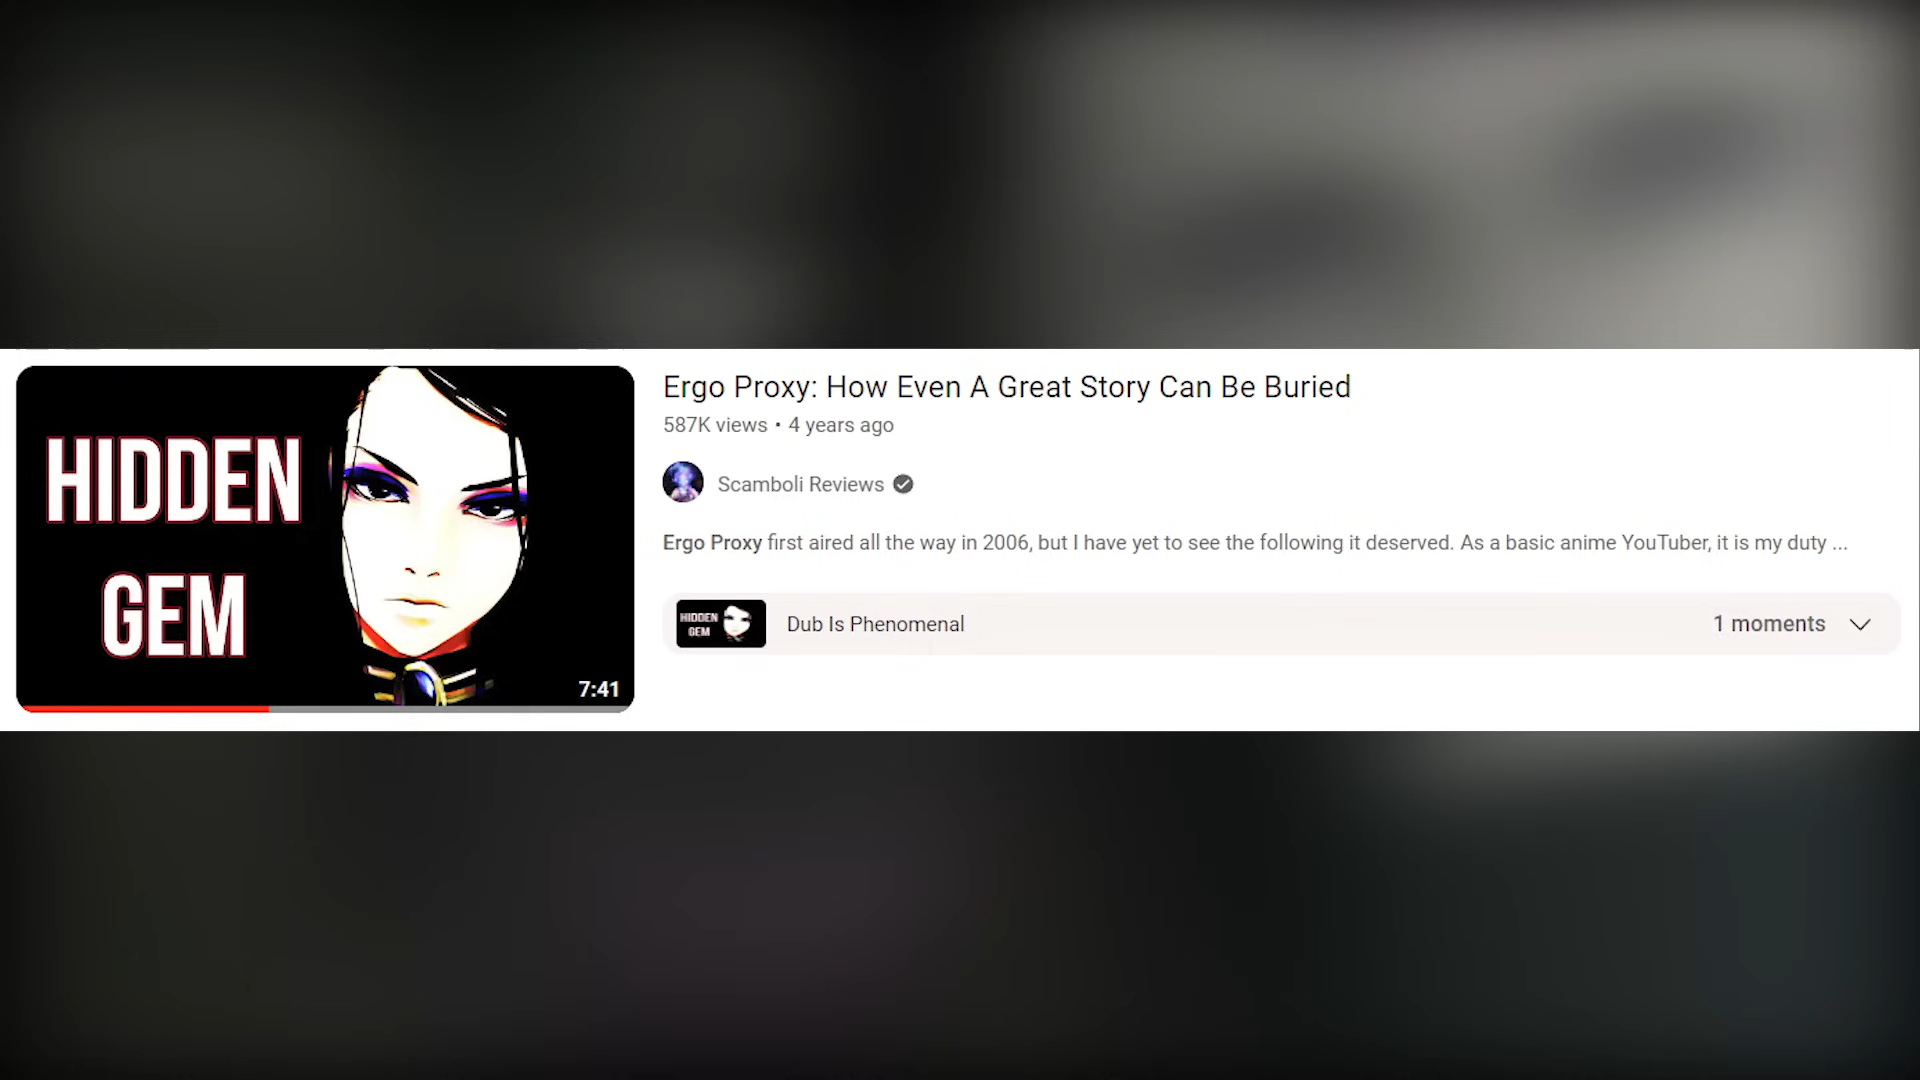 HIDDEN
GEM
7:41
Ergo Proxy: How Even A Great Story Can Be Buried
587K views • 4 years ago
Scamboli Reviews
Ergo Proxy first aired all the way in 2006, but I have yet to see the following it deserved. As a basic anime YouTuber, it is my duty ...
HIDDEN
GEM
Dub Is Phenomenal
1 moments